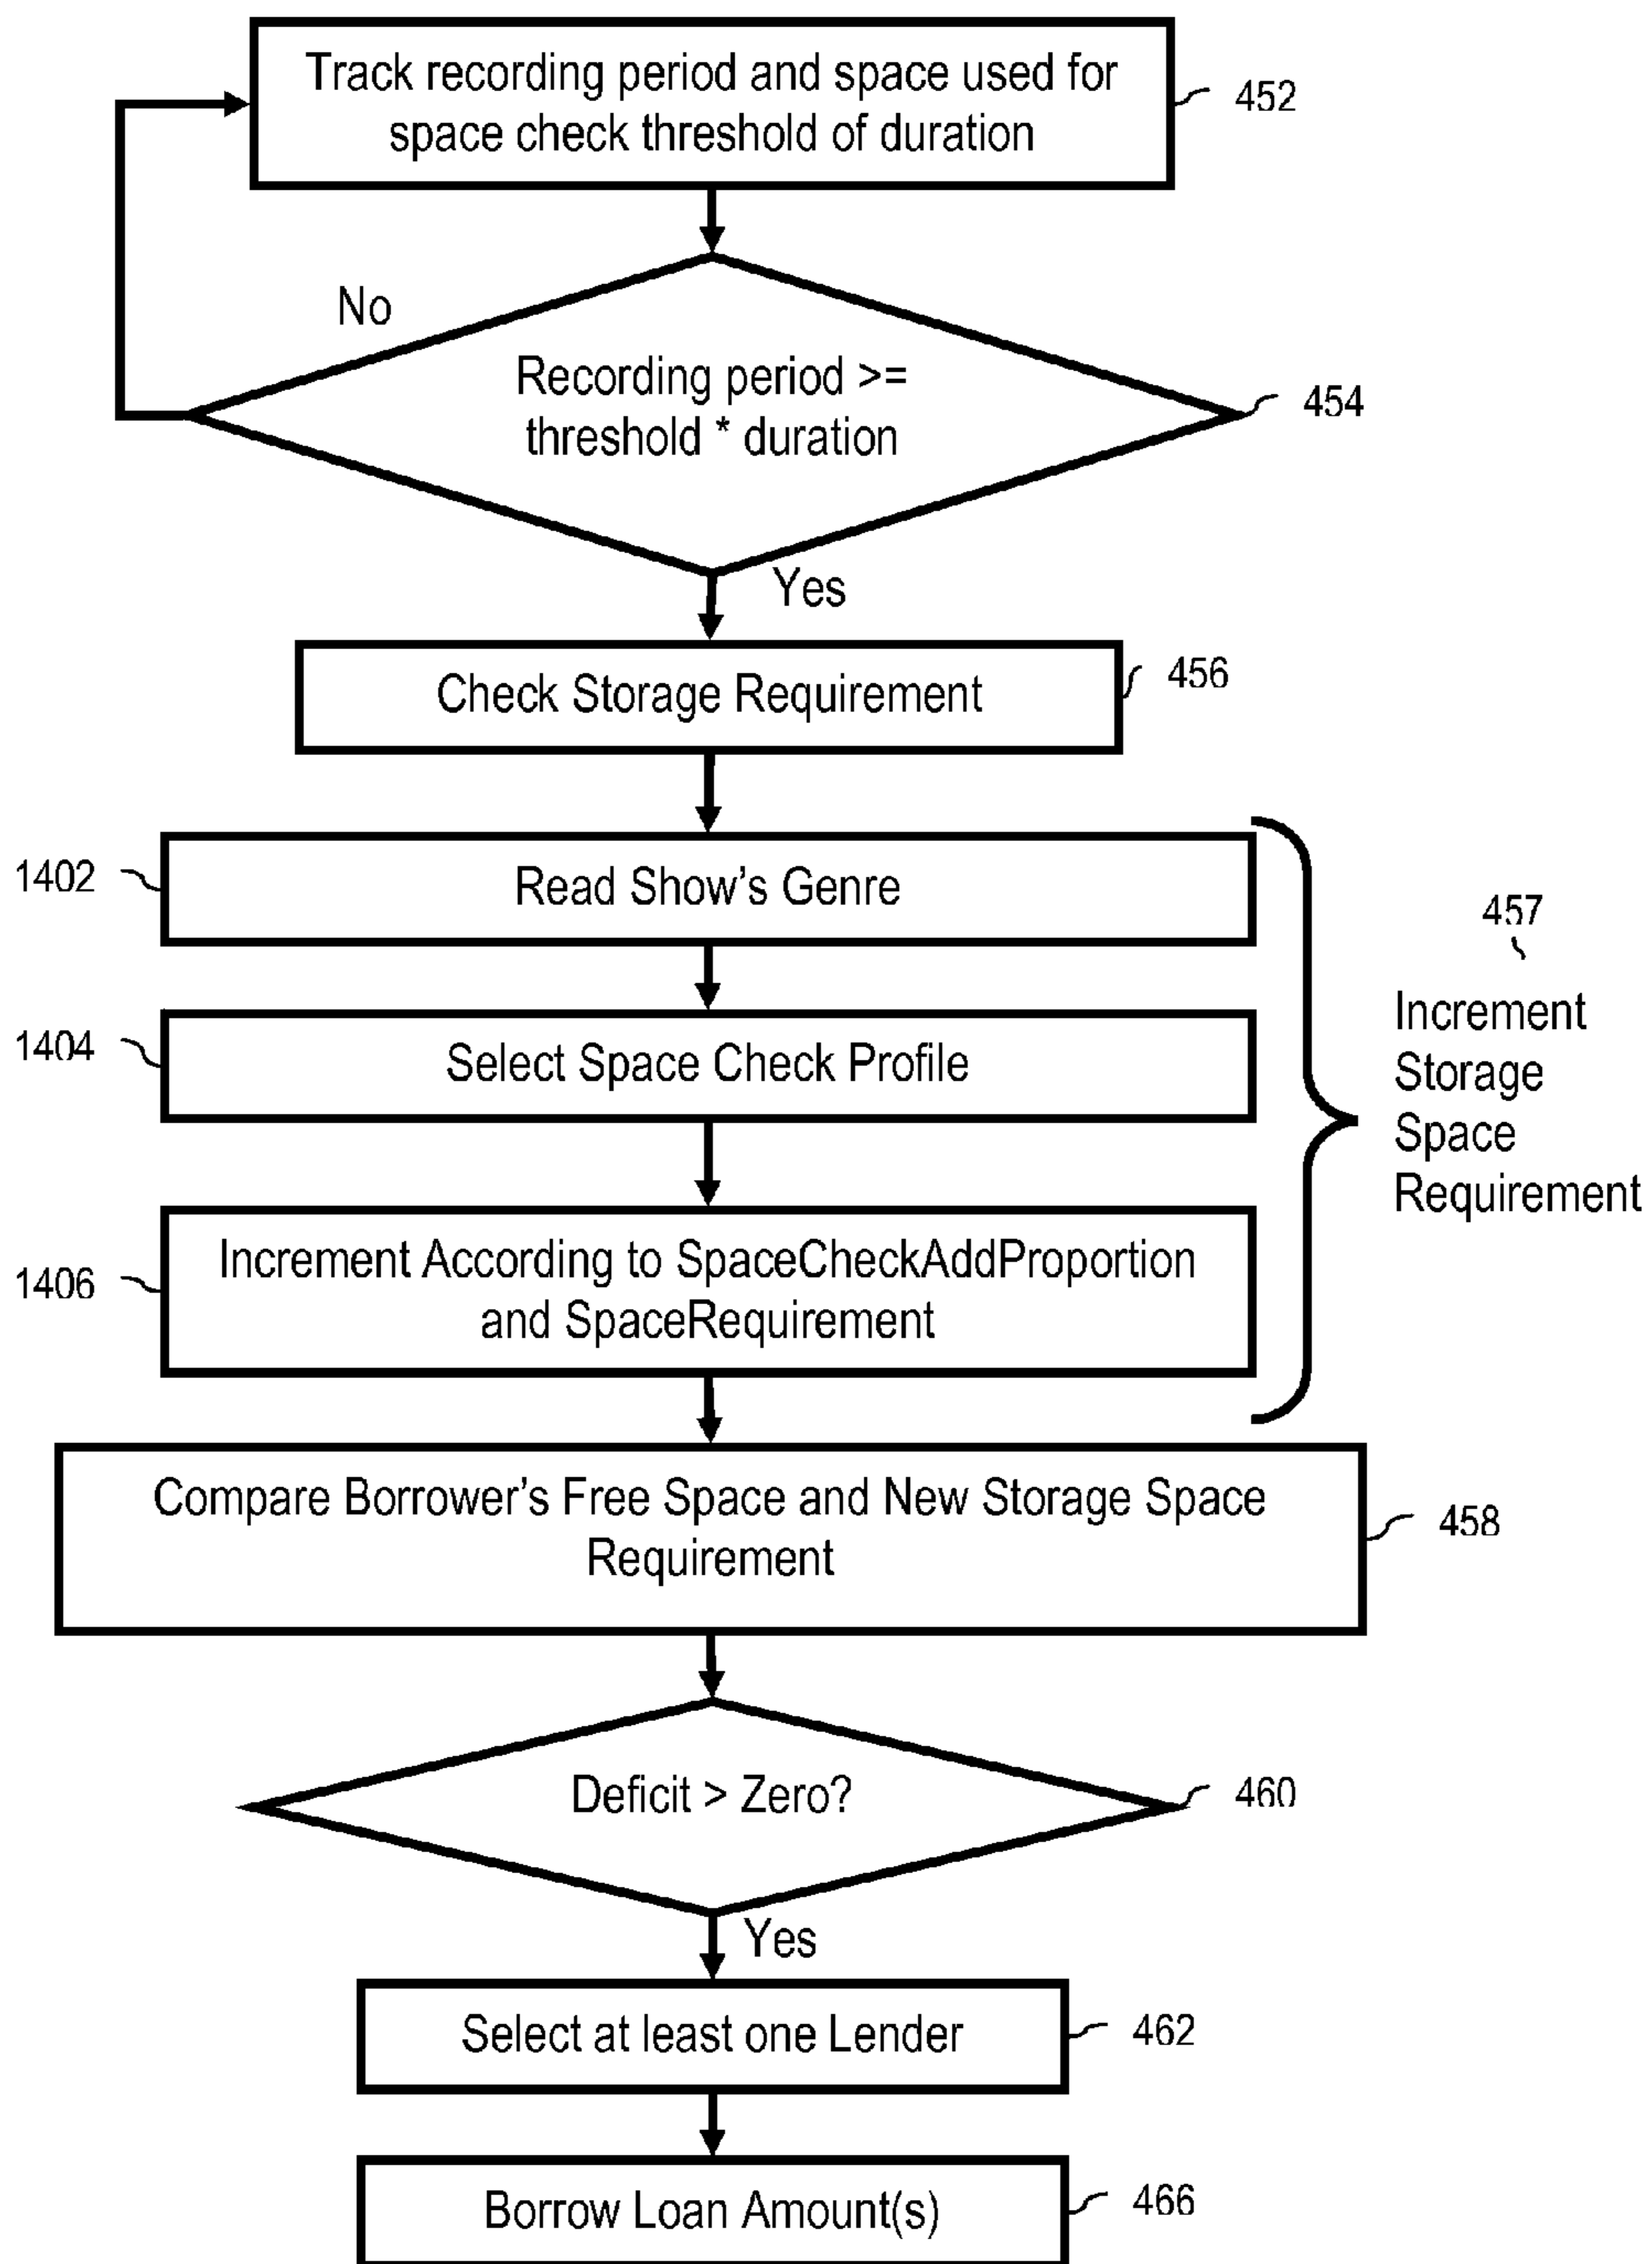 Track recording period and space used for
space check threshold of duration
452
No
Recording period >=
threshold * duration
454
Yes
Check Storage Requirement
456
1402
Read Show's Genre
457
Increment
Storage
Space
Requirement
1404
Select Space Check Profile
1406
Increment According to SpaceCheckAddProportion
and SpaceRequirement
Compare Borrower's Free Space and New Storage Space
Requirement
458
Deficit > Zero?
460
Yes
Select at least one Lender
462
Borrow Loan Amount(s)
466